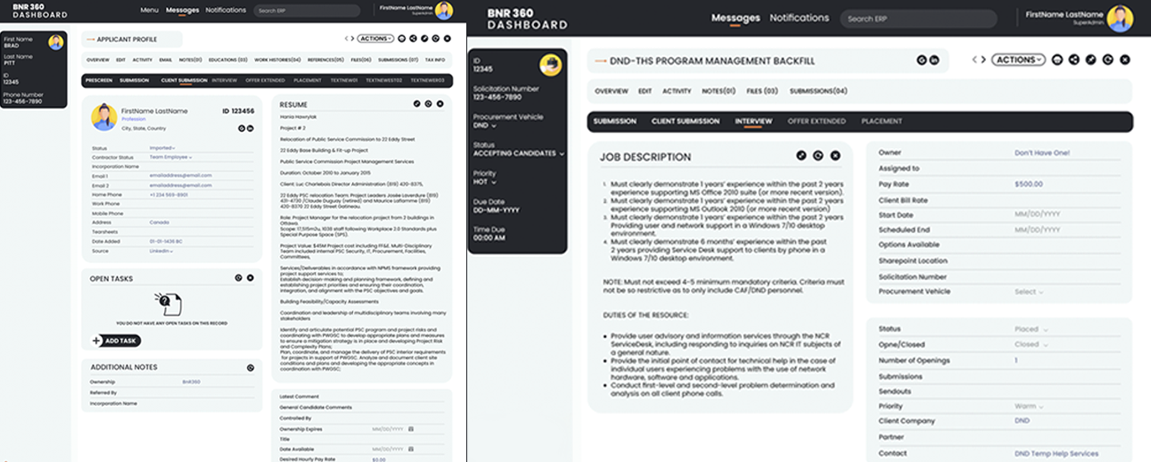 BNR 360
DASHBOARD
Menu
Messages
Notifications
Search ERP
FirstName LastName
SuperAdmin
First Name
BRAD
Last Name
PITT
ID
12345
Phone Number
123-456-7890
APPLICANT PROFILE
ACTIONS
OVERVIEW EDIT ACTIVITY EMAIL NOTES(01) EDUCATIONS (03) WORK HISTORIES(04) REFERENCES(05) FILES(06) SUBMISSIONS (07) TAX INFO
PRESCREEN SUBMISSION CLIENT SUBMISSION INTERVIEW OFFER EXTENDED PLACEMENT TEXTNEWS1 TEXTNEWESS02 TEXTNEWERS3
FirstName LastName
Profession
City, State, Country
ID 123456
Status Imported
Contractor Status Team Employee
Incorporation Name
Email 1 emailaddress@email.com
Email 2 emailaddress@email.com
Home Phone
Work Phone
Mobile Phone
Address Canada
Tearsheets
Date Added 01-01-1435 BC
Source LinkedIn
OPEN TASKS
YOU DO NOT HAVE ANY OPEN TASKS ON THIS RECORD
+ ADD TASK
ADDITIONAL NOTES
Ownership BnR360
Referred By
Incorporation Name
RESUME
Hania Hawrylak
Project # 2
Relocation of Public Service Commission to 22 Eddy Street
22 Eddy Base Building & Fit-up Project
Public Service Commission Project Management Services
Duration: October 2010 to January 2015
Client: Luc Charlebois Director Administration (819) 420-8375,
22 Eddy PSC relocation Team Project Leaders Josée Laverdure (819)
421-4730 /Claude Duguay (retired) and Maurice Laflamme (819)
420-8370 22 Eddy Street Gatineau.
Role: Project Manager for the relocation project from 2 buildings in
Ottawa.
Scope: 17,515m2u, 1038 staff following Workplace 2.0 Standards plus
Special Purpose Space (SPS).
Project Value: $45M Project cost including FF&E. Multi-Disciplinary
Team included internal PSC Security, IT, Procurement, Facilities,
Committees,
Services/Deliverables in accordance with NPMS framework providing
project support services to;
Establish decision-making and planning framework, defining and
establishing project priorities and ensuring their coordination,
integration, and alignment with the PSC objectives and goals.
Building Feasibility/Capacity Assessments
Coordination and leadership of multidisciplinary teams involving many
stakeholders
Identify and articulate potential PSC program and project risks and
coordinating with PWGSC to develop appropriate plans and measures
to ensure a mitigation strategy is in place and developing Project Risk
and Complexity Plans;
Plan, coordinate, and manage the delivery of PSC interior requirements
for projects in support of PWGSC. Analyze and document client site
conditions and plans and developing the appropriate concepts in
coordination with PWGSC;
Latest Comment
General Candidate Comments
Controlled By
Ownership Expires MM/DD/YYYY
Title
Date Available MM/DD/YYYY
Desired Hourly Pay Rate $0.00
BNR 360
DASHBOARD
Messages
Notifications
Search ERP
FirstName LastName
SuperAdmin
ID
12345
Solicitation Number
123-456-7890
Procurement Vehicle
DND
Status
ACCEPTING CANDIDATES
Priority
HOT
Due Date
DD-MM-YYYY
Time Due
00:00 AM
DND-THS PROGRAM MANAGEMENT BACKFILL
ACTIONS
OVERVIEW EDIT ACTIVITY NOTES(01) FILES (03) SUBMISSIONS(04)
SUBMISSION CLIENT SUBMISSION INTERVIEW OFFER EXTENDED PLACEMENT
JOB DESCRIPTION
1. Must clearly demonstrate 1 years' experience within the past 2 years
experience supporting MS Office 2010 suite (or more recent version).
2. Must clearly demonstrate 1 years' experience within the past 2 years
experience supporting MS Outlook 2010 (or more recent version)
3. Must clearly demonstrate 1 years' experience within the past 2 years
Providing user and network support in a Windows 7/10 desktop
environment.
4. Must clearly demonstrate 6 months' experience within the past
2 years providing Service Desk support to clients by phone in a
Windows 7/10 desktop environment.
NOTE: Must not exceed 4-5 minimum mandatory criteria. Criteria must
not be so restrictive as to only include CAF/DND personnel.
DUTIES OF THE RESOURCE:
• Provide user advisory and information services through the NCR
ServiceDesk, including responding to inquiries on NCR IT subjects of
a general nature.
• Provide the initial point of contact for technical help in the case of
individual users experiencing problems with the use of network
hardware, software and applications.
• Conduct first-level and second-level problem determination and
analysis on all client phone calls.
Owner Don't Have One!
Assigned to
Pay Rate $500.00
Client Bill Rate
Start Date MM/DD/YYYY
Scheduled End MM/DD/YYYY
Options Available
Sharepoint Location
Solicitation Number
Procurement Vehicle Select
Status Placed
Opne/Closed Closed
Number of Openings 1
Submissions
Sendouts
Priority Warm
Client Company DND
Partner
Contact DND Temp Help Services